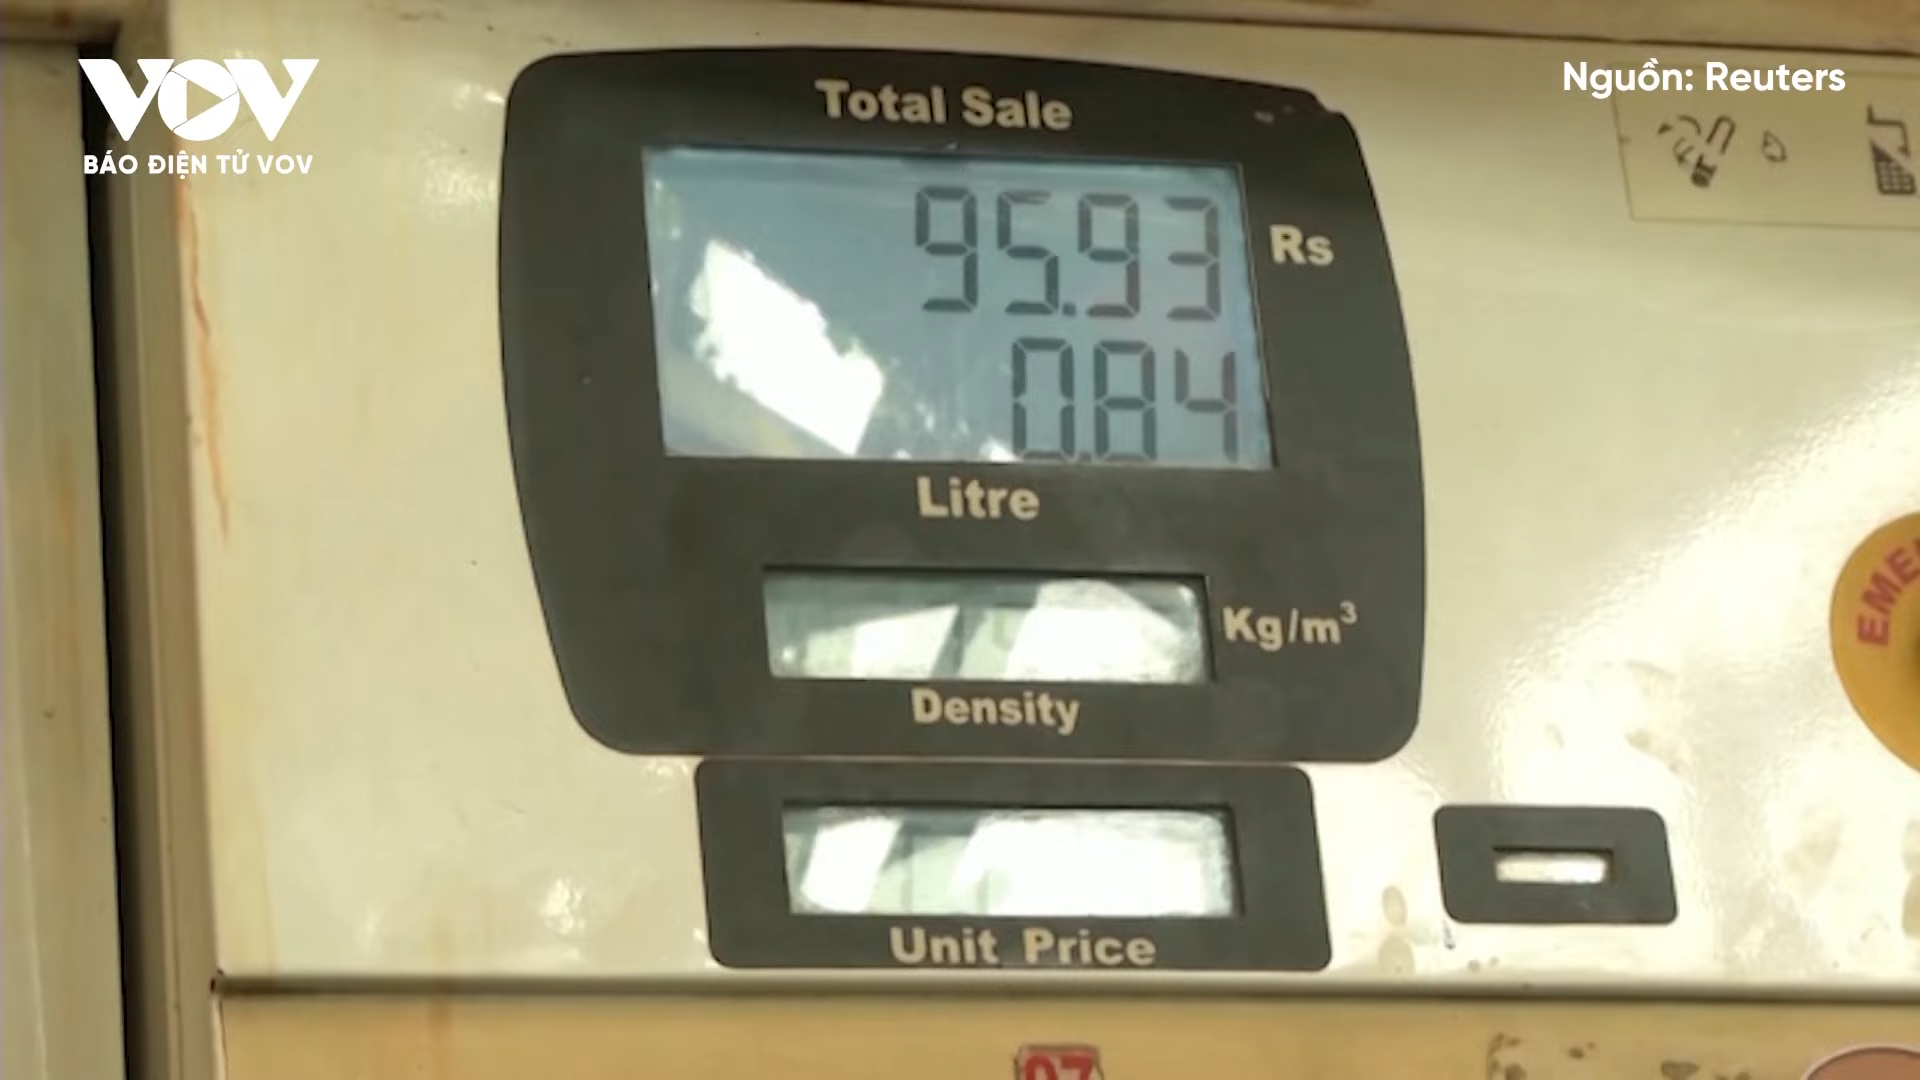 VOV
BÁO ĐIỆN TỬ VOV
Nguồn: Reuters
Total Sale
95.93
Rs
0.84
Litre
Kg/m³
Density
Unit Price
97